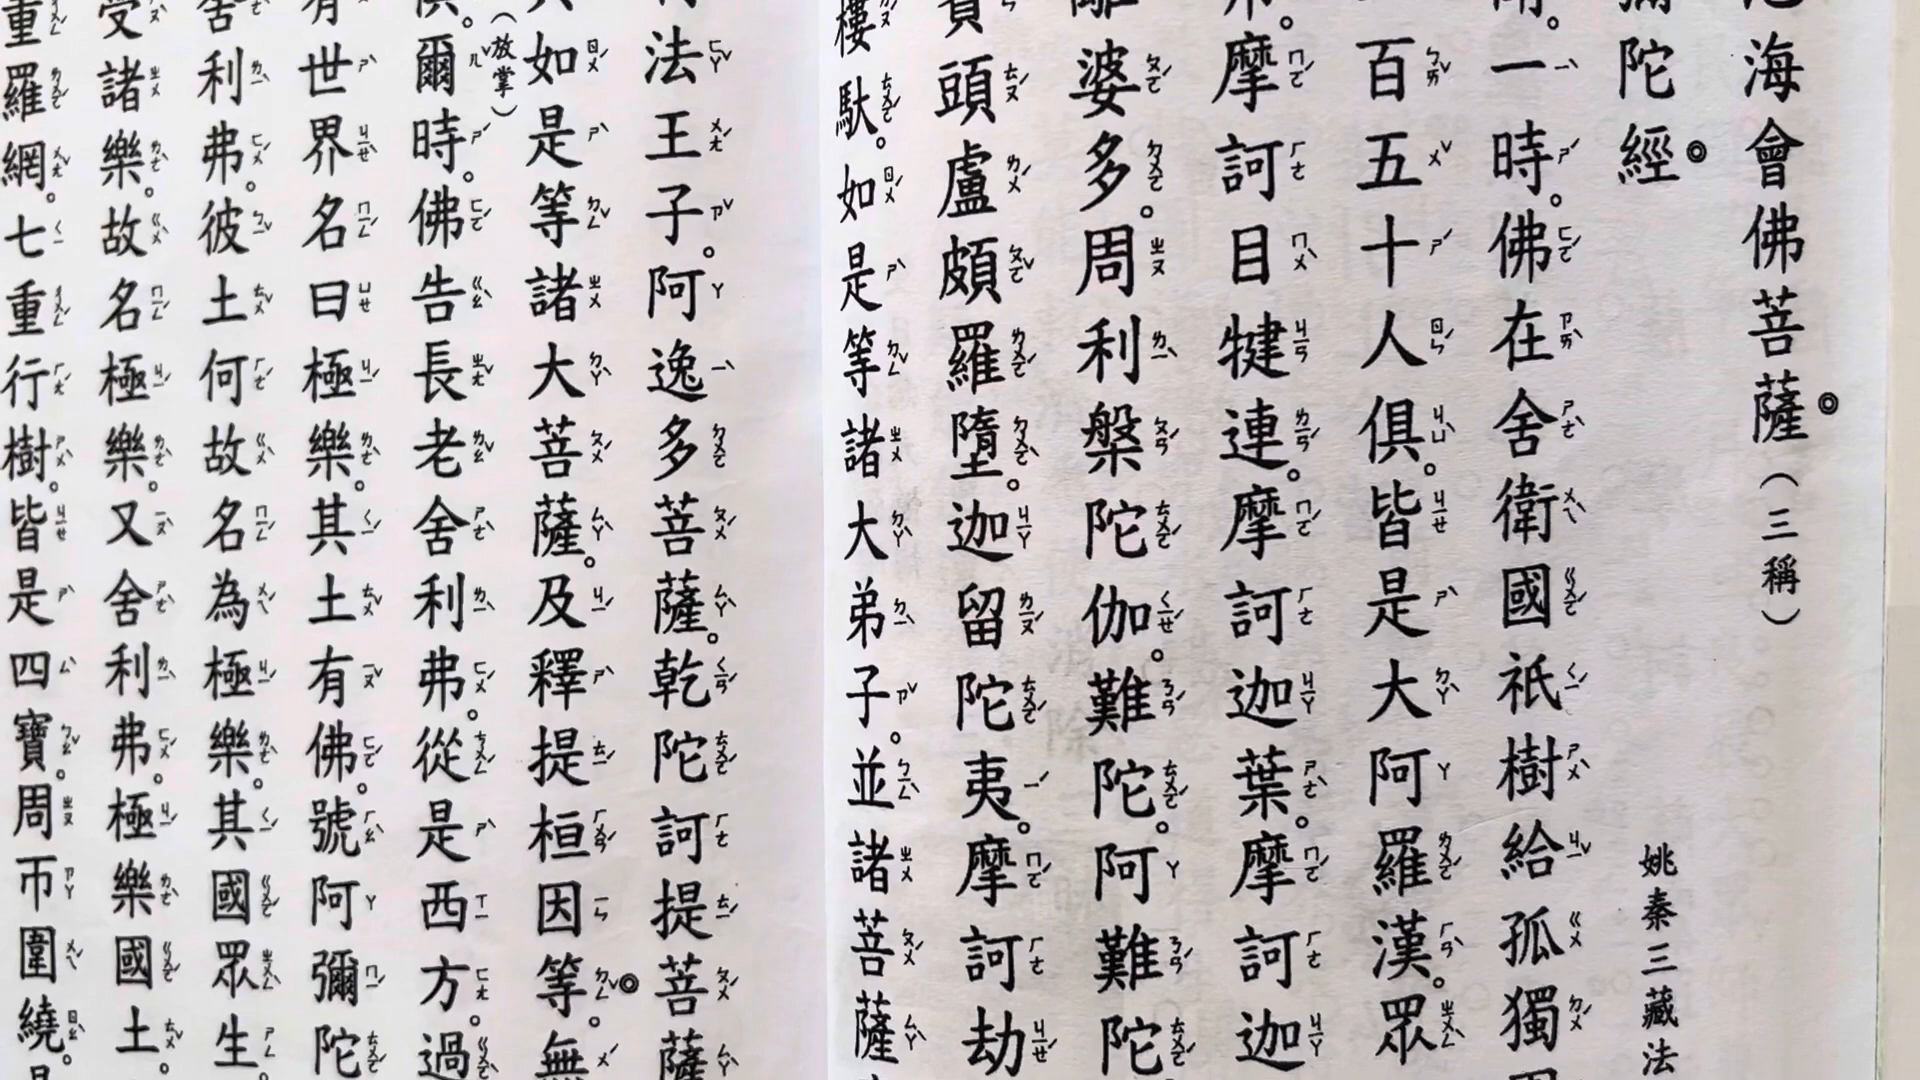 海會佛菩薩◎(三稱)
陀經◎
姚秦三藏法
一時。佛在舍衛國祇樹給孤獨
百五十人俱。皆是大阿羅漢。眾
摩訶目犍連。摩訶迦葉。摩訶迦
婆多。周利槃陀伽。難陀。阿難陀
頭盧頗羅墮。迦留陀夷。摩訶劫
樓馱。如是等諸大弟子。並諸菩薩
法王子。阿逸多菩薩。乾陀訶提菩薩
如是等諸大菩薩。及釋提桓因等。◎無
(放掌)
爾時。佛告長老舍利弗。從是西方。過
世界名曰極樂。其土有佛。號阿彌陀
利弗。彼土何故名為極樂。其國眾生。
受諸樂。故名極樂。又舍利弗。極樂國土。
重羅網。七重行樹。皆是四寶。周帀圍繞。